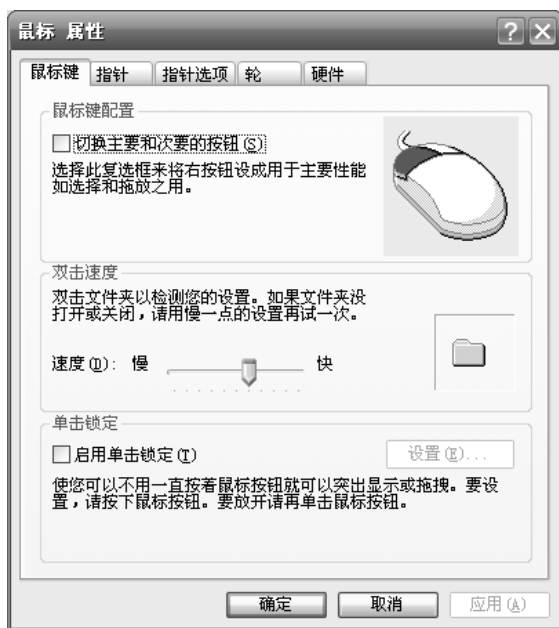 鼠标 属性
鼠标键 指针 指针选项 轮 硬件
鼠标键配置
切换主要和次要的按钮(S)
选择此复选框来将右按钮设成用于主要性能
如选择和拖放之用。
双击速度
双击文件夹以检测您的设置。如果文件夹没
打开或关闭,请用慢一点的设置再试一次。
速度(D): 慢 快
单击锁定
启用单击锁定(T) 设置(E)...
使您可以不用一直按着鼠标按钮就可以突出显示或拖拽。要设
置,请按下鼠标按钮。要放开请再单击鼠标按钮。
确定 取消 应用(A)